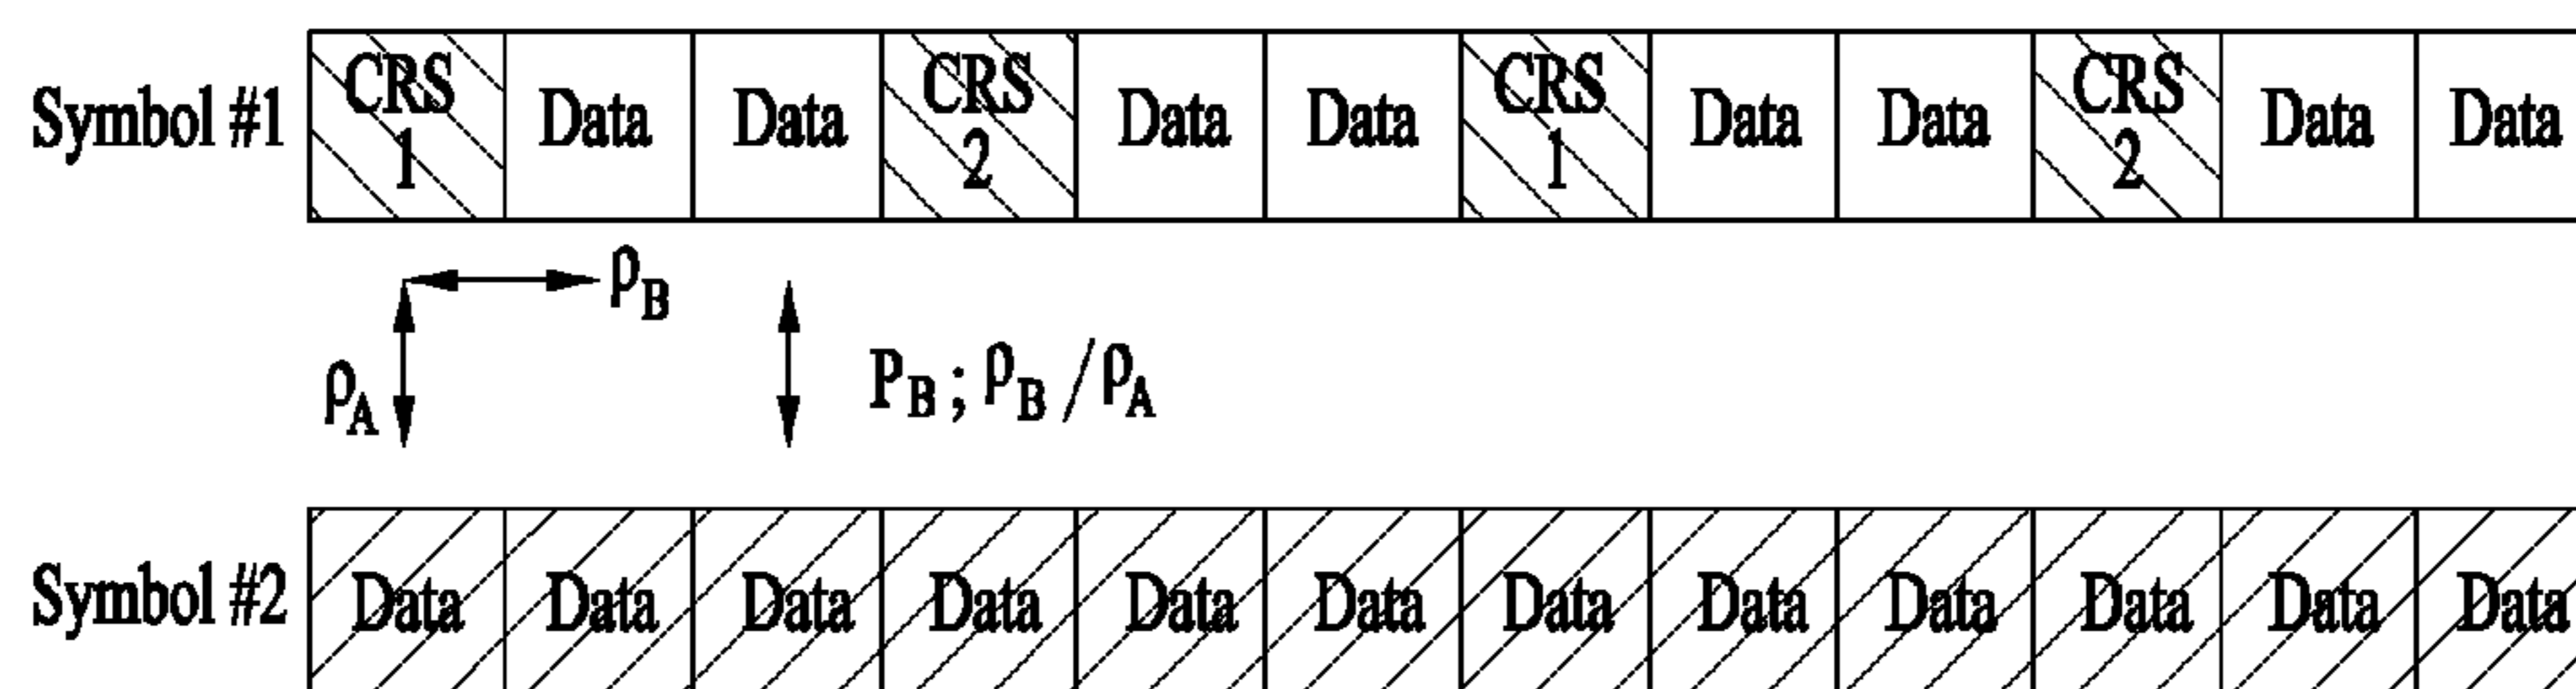 Symbol #1 CRS 1 Data Data CRS 2 Data Data CRS 1 Data Data CRS 2 Data Data
ρB
ρA
PB ; ρB / ρA
Symbol #2 Data Data Data Data Data Data Data Data Data Data Data Data